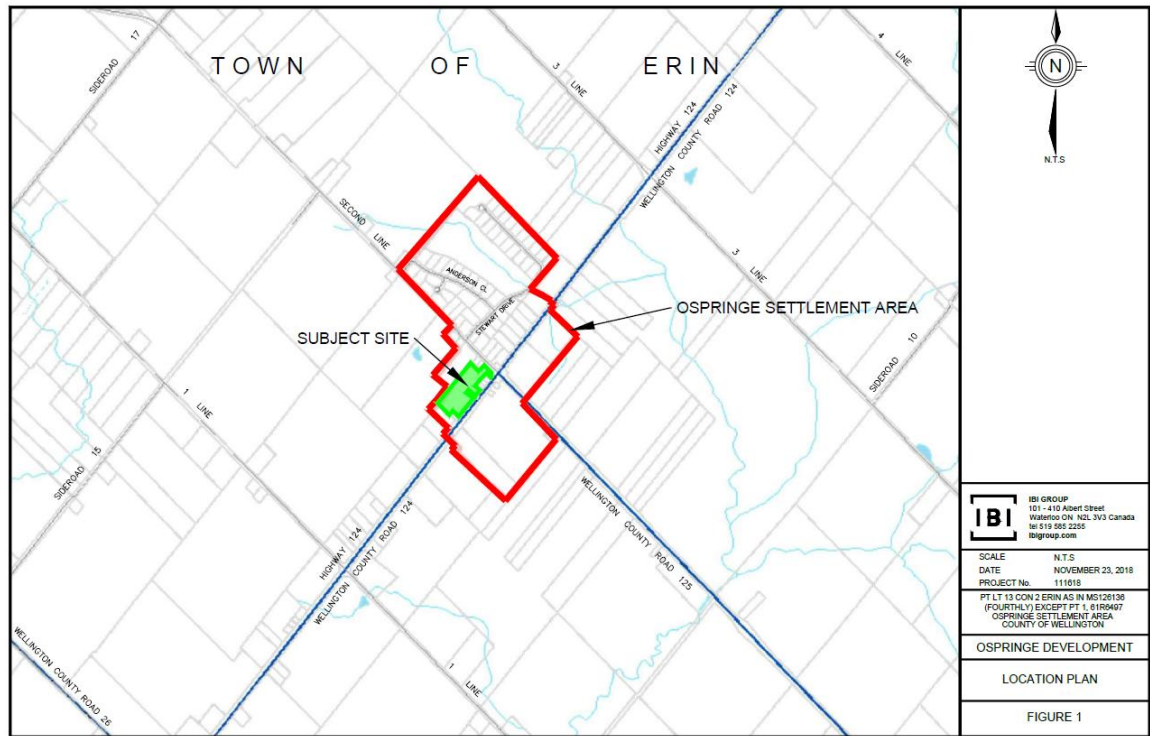 TOWN OF ERIN
SIDEROAD 17
3 LINE
4 LINE
HIGHWAY 124
WELLINGTON COUNTY ROAD 124
SECOND LINE
ANDERSON CL
STEWART DRIVE
OSPRINGE SETTLEMENT AREA
SUBJECT SITE
3 LINE
SIDEROAD 10
1 LINE
SIDEROAD 15
HIGHWAY 124
WELLINGTON COUNTY ROAD 124
WELLINGTON COUNTY ROAD 125
WELLINGTON COUNTY ROAD 26
1 LINE
N
N.T.S
IBI
IBI GROUP
101 - 410 Albert Street
Waterloo ON N2L 3V3 Canada
tel 519 585 2255
ibigroup.com
SCALE N.T.S
DATE NOVEMBER 23, 2018
PROJECT No. 111618
PT LT 13 CON 2 ERIN AS IN MS126136
(FOURTHLY) EXCEPT PT 1, 61R6497
OSPRINGE SETTLEMENT AREA
COUNTY OF WELLINGTON
OSPRINGE DEVELOPMENT
LOCATION PLAN
FIGURE 1